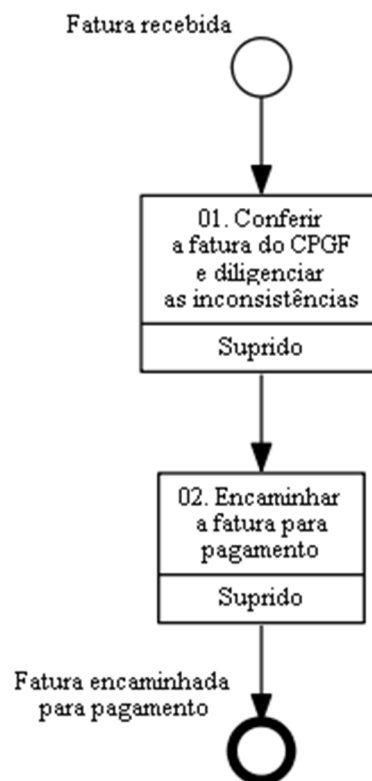 Fatura recebida
01. Conferir
a fatura do CPGF
e diligenciar
as inconsistências
Suprido
02. Encaminhar
a fatura para
pagamento
Suprido
Fatura encaminhada
para pagamento